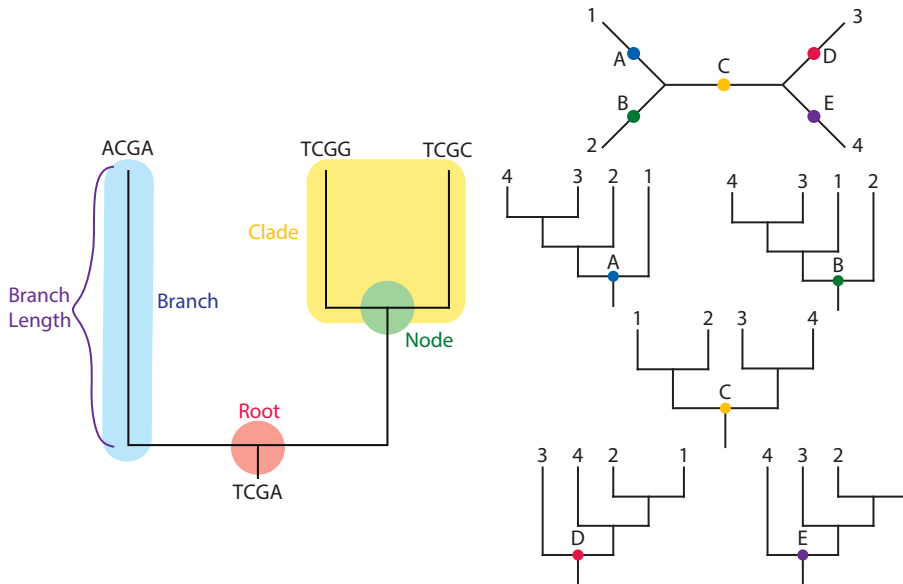 ACGA
TCGG
TCGC
Clade
Branch
Length
Branch
Node
Root
TCGA
1
3
A
C
D
B
E
2
4
4
3
2
1
A
4
3
1
2
B
1
2
3
4
C
3
4
2
1
D
4
3
2
E